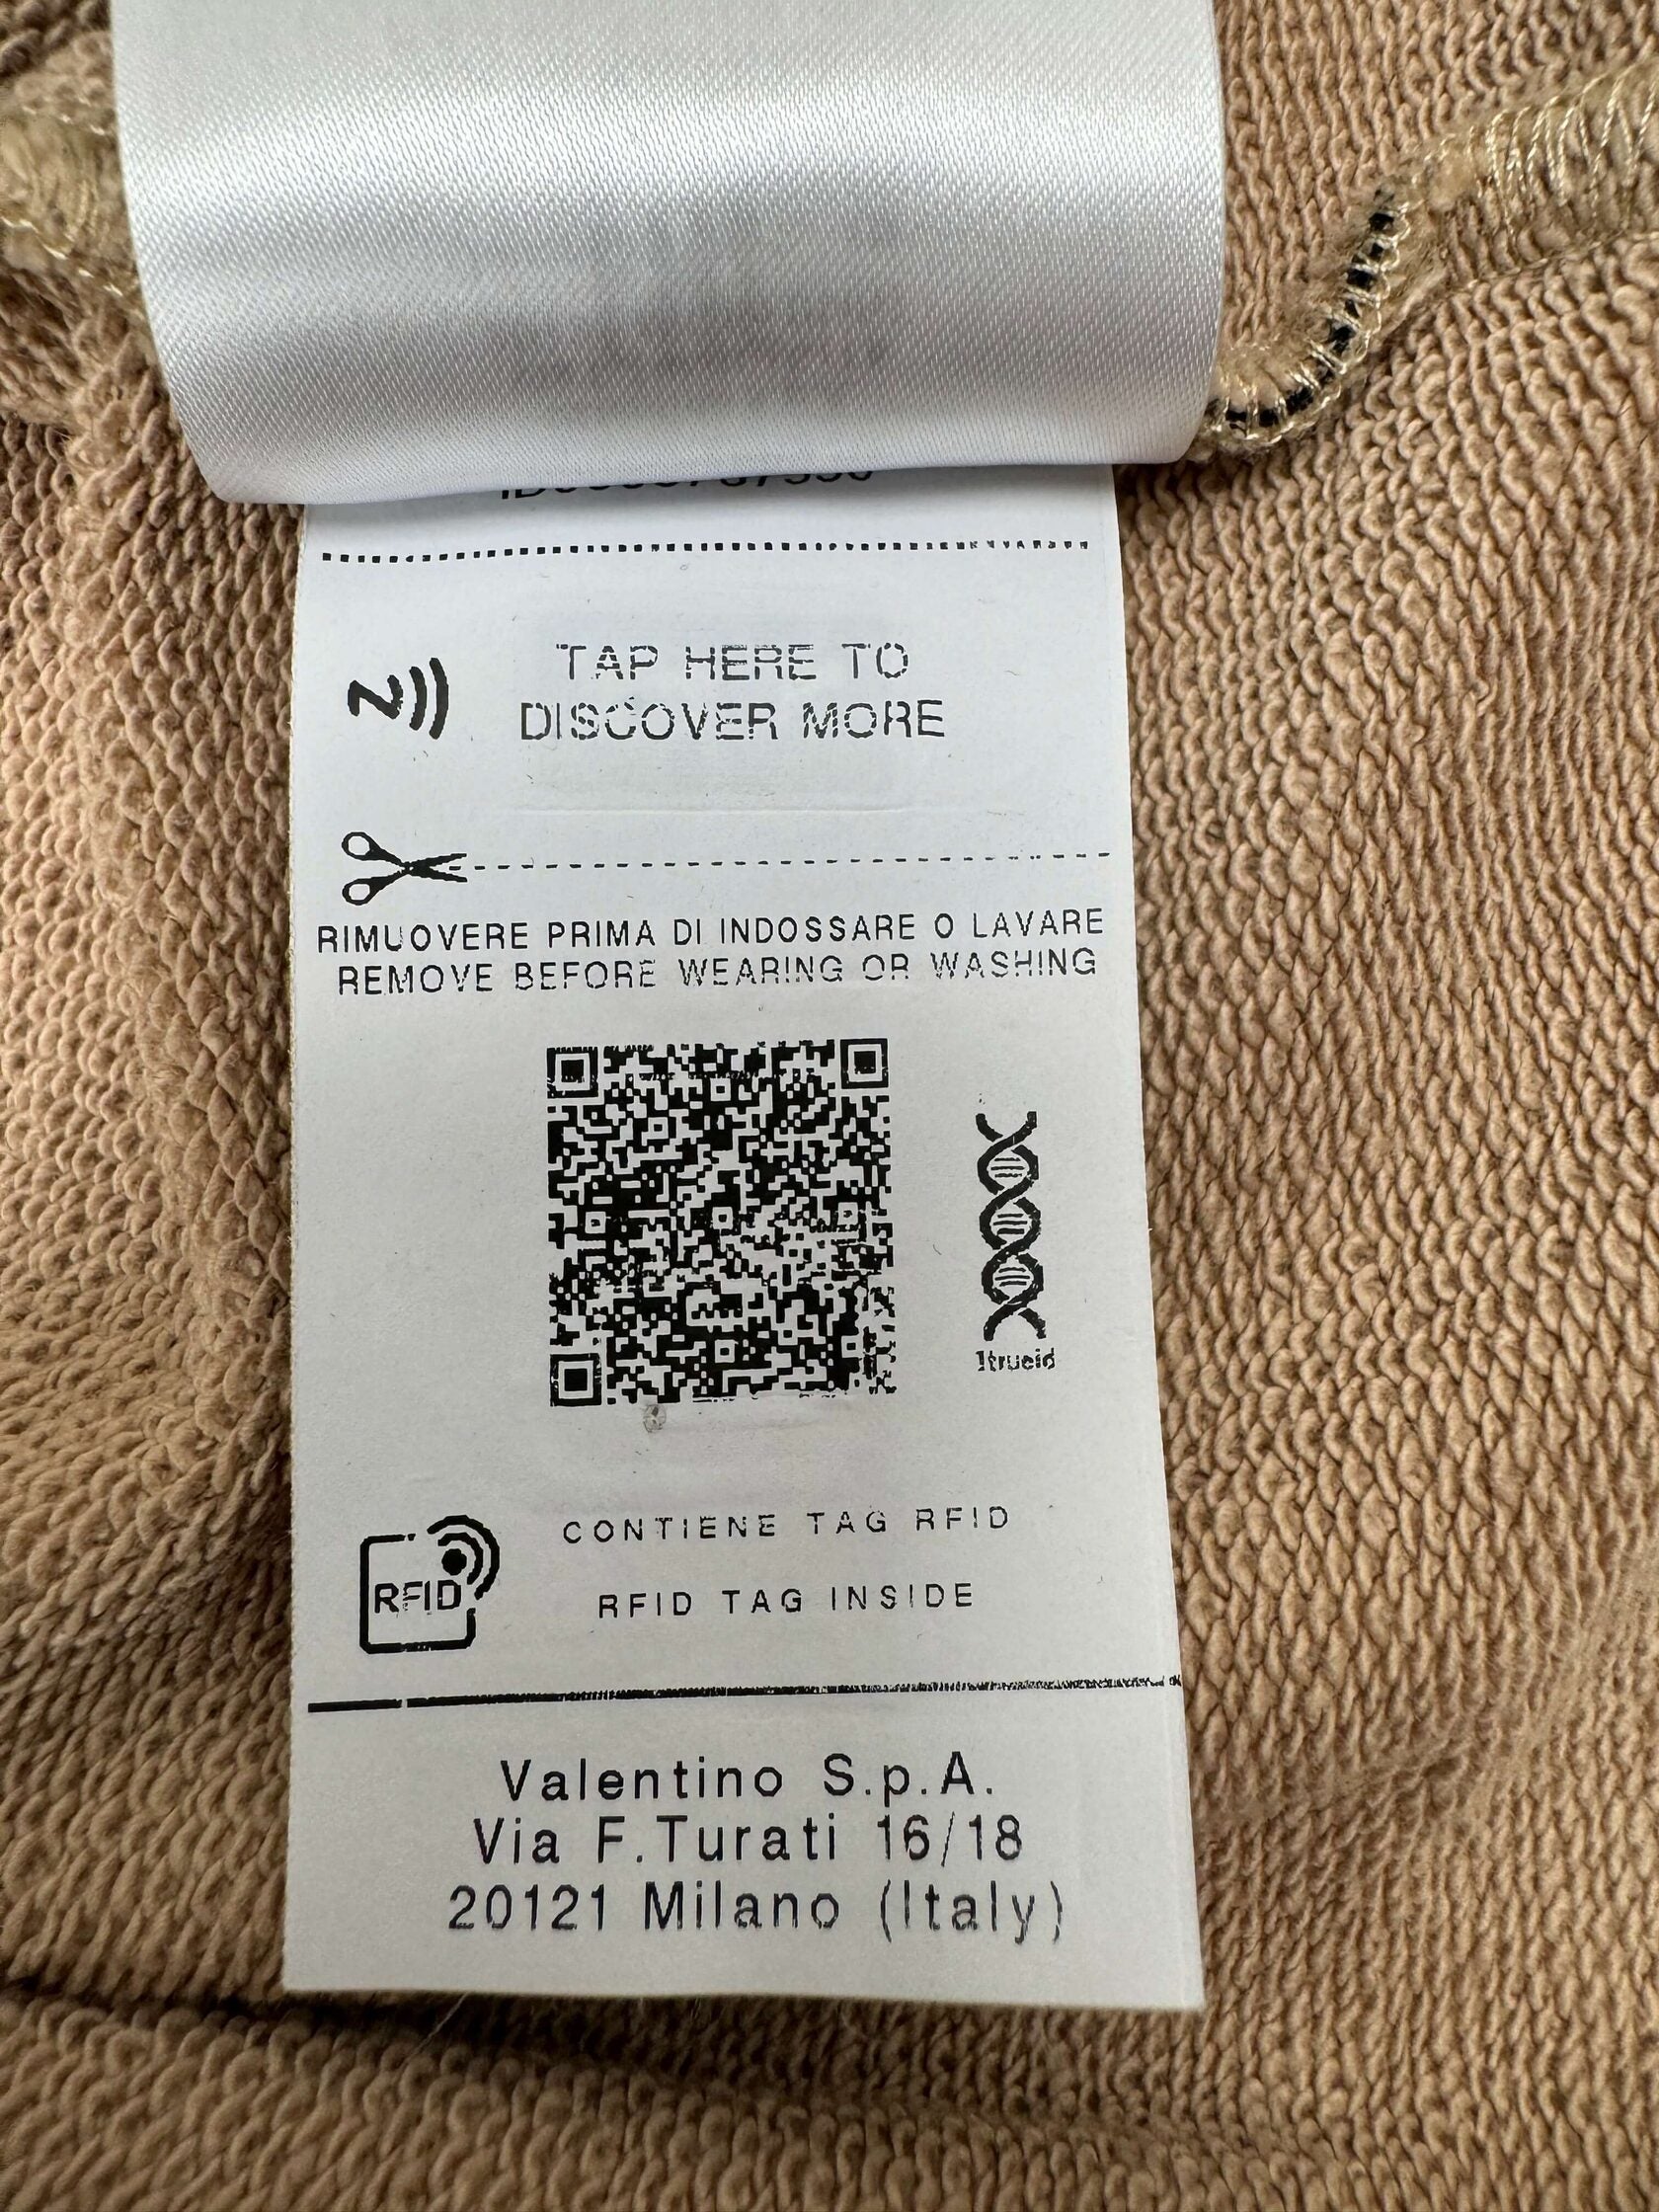 TAP HERE TO
DISCOVER MORE
RIMUOVERE PRIMA DI INDOSSARE O LAVARE
REMOVE BEFORE WEARING OR WASHING
1trueid
CONTIENE TAG RFID
RFID
RFID TAG INSIDE
Valentino S.p.A.
Via F.Turati 16/18
20121 Milano (Italy)